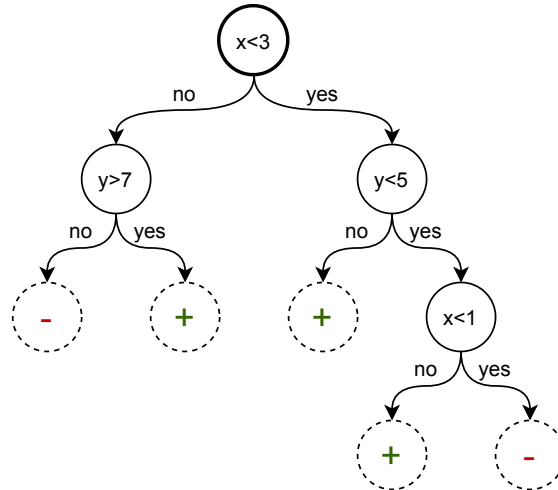 x<3
no yes
y>7 y<5
no yes no yes
- + + x<1
no yes
+ -